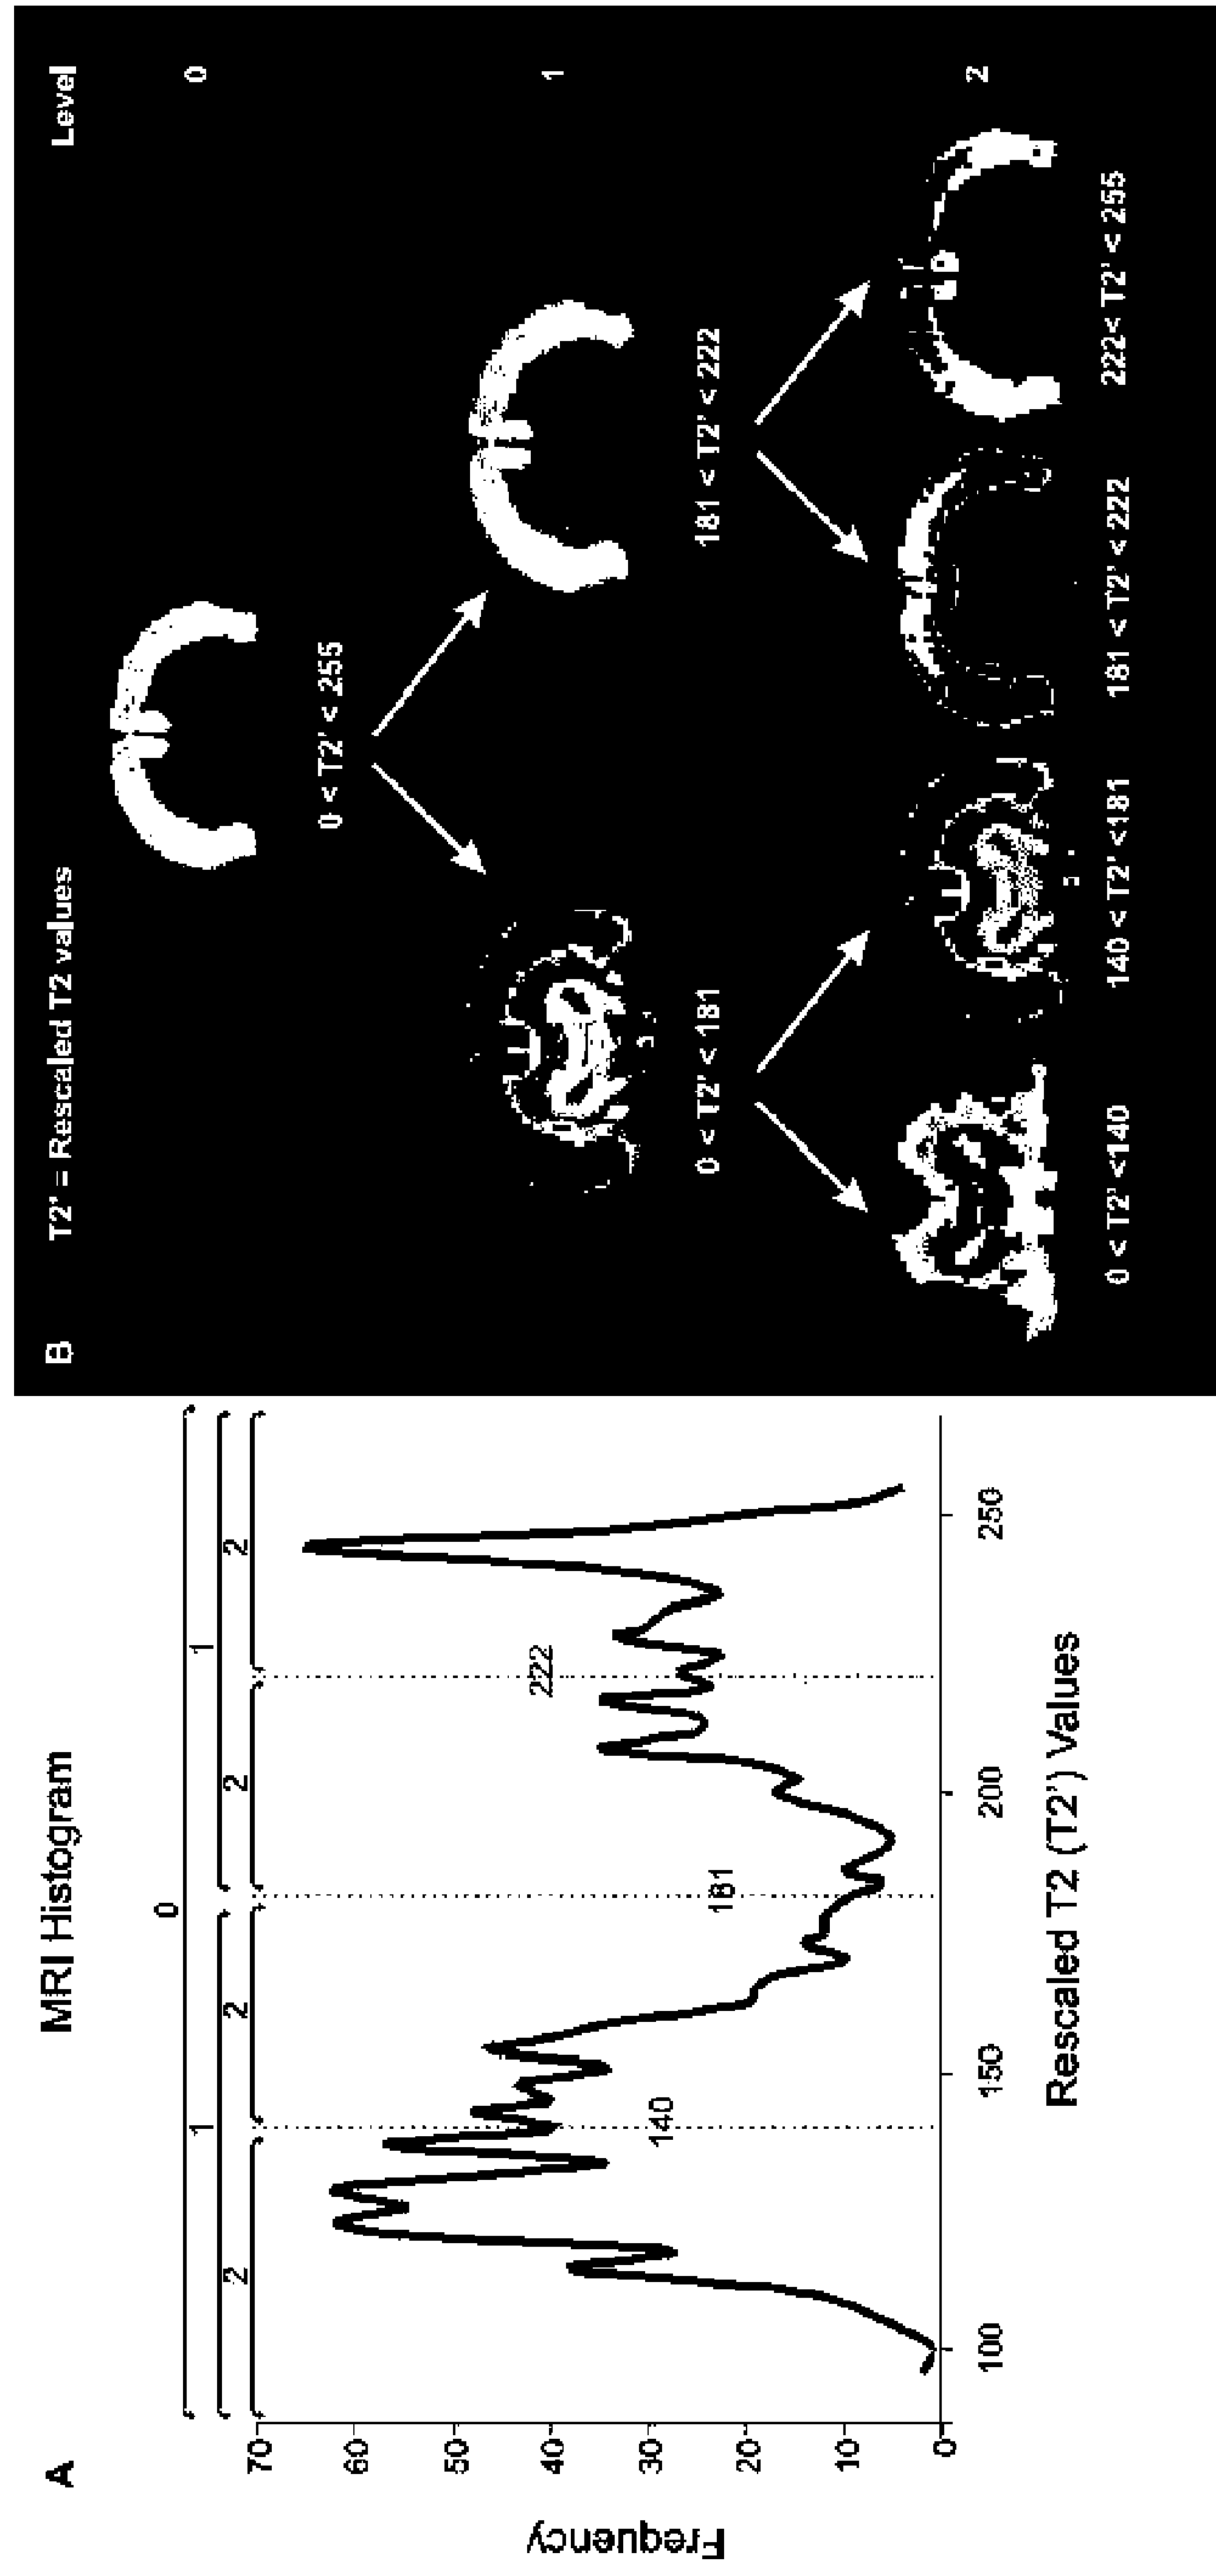 A
MRI Histogram
0
1
1
2
2
2
2
Frequency
70
60
50
40
30
20
10
0
140
181
222
100
150
200
250
Rescaled T2 (T2') Values
B
T2' = Rescaled T2 values
Level
0
0 < T2' < 255
1
0 < T2' < 181
181 < T2' < 222
2
0 < T2' <140
140 < T2' <181
181 < T2' < 222
222< T2' < 255